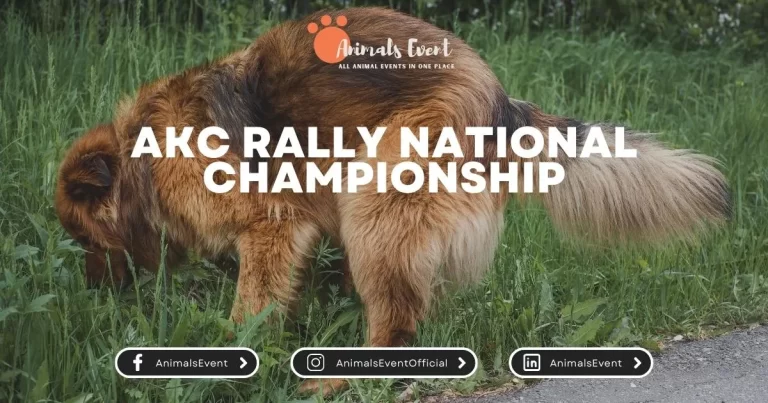 Animals Event
ALL ANIMAL EVENTS IN ONE PLACE
AKC RALLY NATIONAL
CHAMPIONSHIP
AnimalsEvent
AnimalsEventOfficial
AnimalsEvent